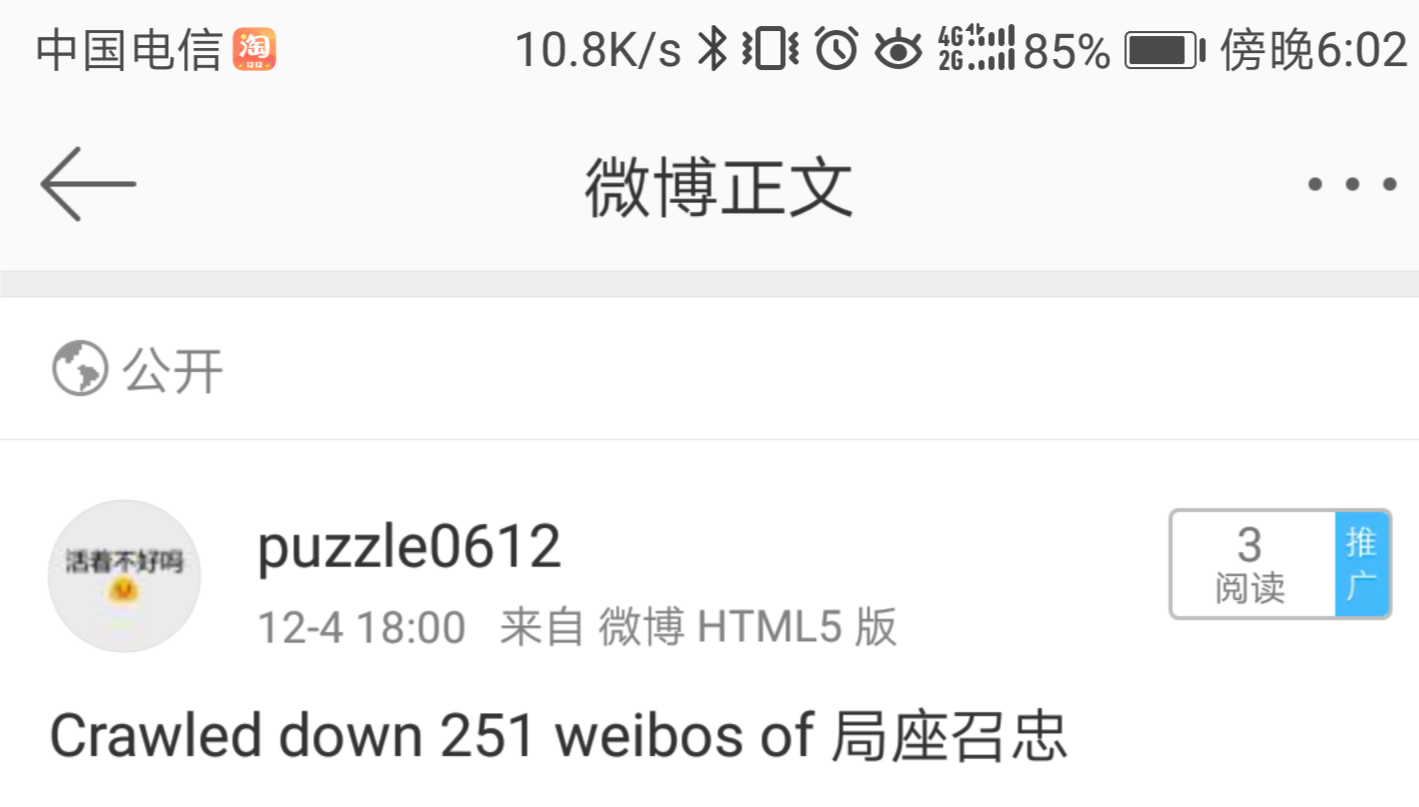 中国电信 淘 12.12 10.8K/s 4G 2G 85% 傍晚6:02
微博正文
公开
活着不好吗
puzzle0612
12-4 18:00 来自 微博 HTML5 版
3
阅读
推广
Crawled down 251 weibos of 局座召忠